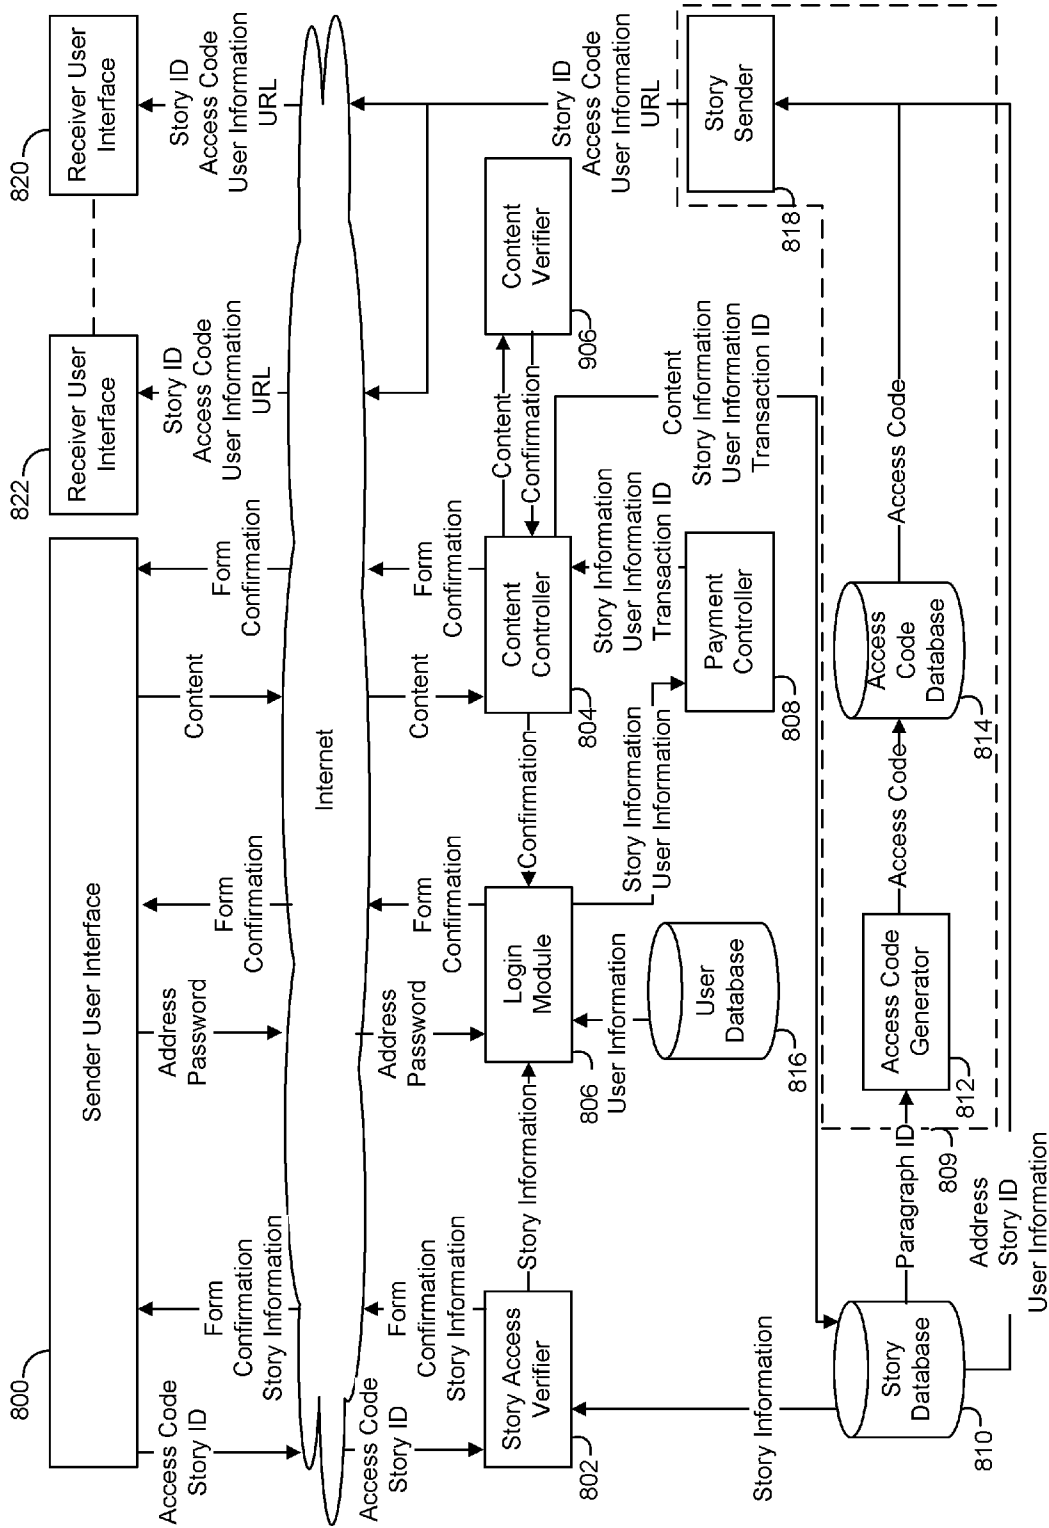 800
Sender User Interface
822
Receiver User
Interface
820
Receiver User
Interface
Access Code
Story ID
Form
Confirmation
Story Information
Address
Password
Form
Confirmation
Content
Form
Confirmation
Story ID
Access Code
User Information
URL
Story ID
Access Code
User Information
URL
Internet
Access Code
Story ID
Form
Confirmation
Story Information
Address
Password
Form
Confirmation
Content
Form
Confirmation
Story Access
Verifier
802
Story Information
Login
Module
806
Confirmation
Content
Controller
804
Content
Confirmation
Content
Verifier
906
Story ID
Access Code
User Information
URL
User Information
Story Information
User Information
Story Information
User Information
Transaction ID
Content
Story Information
User Information
Transaction ID
User
Database
816
Payment
Controller
808
Story
Sender
818
Story Information
Story
Database
810
Paragraph ID
809
Access Code
Generator
812
Access Code
Access
Code
Database
814
Access Code
Address
Story ID
User Information